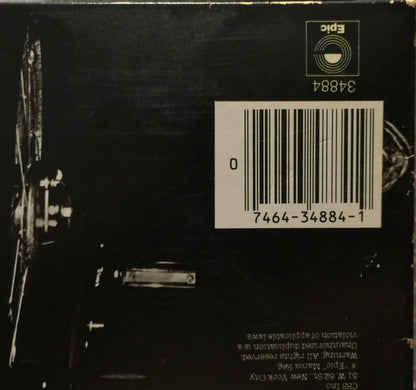 Epic
34884
0 7464-34884-1
CBS Inc.
51 W. 52 St., New York City
"Epic," Marca Reg.
Warning: All rights reserved.
Unauthorized duplication is a
violation of applicable laws.